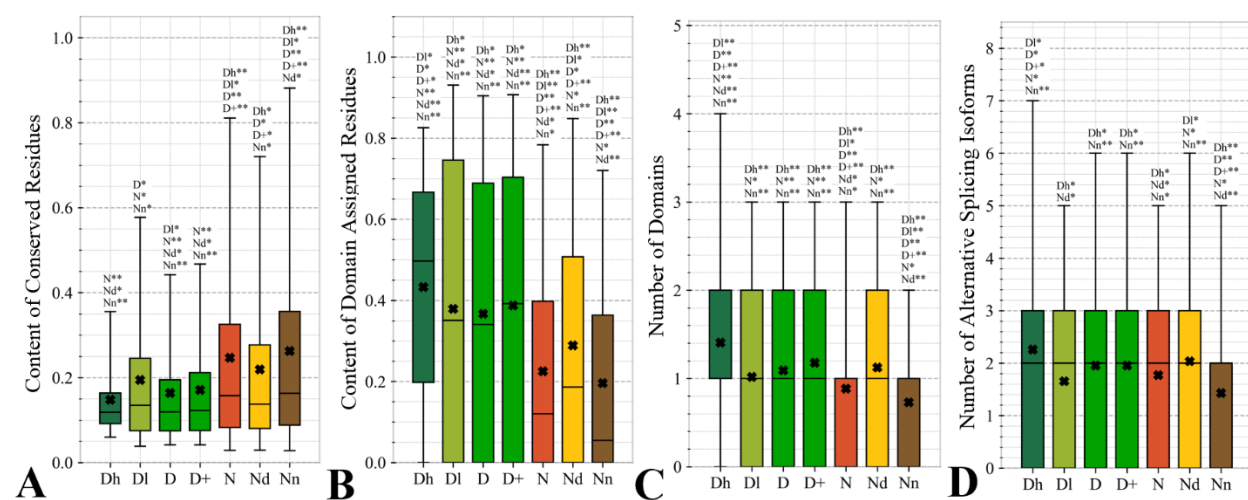 A
Content of Conserved Residues
1.0
0.8
0.6
0.4
0.2
0.0
N**
Nd*
Nn**
D*
N*
Nn*
Dl*
N**
Nd*
Nn**
N**
Nd*
Nn**
Dh**
Dl*
D**
D+**
Dh*
D*
D+*
Nn*
Dh**
Dl*
D**
D+**
Nd*
Dh Dl D D+ N Nd Nn
B
Content of Domain Assigned Residues
1.0
0.8
0.6
0.4
0.2
0.0
Dl*
D*
D+*
N**
Nd**
Nn**
Dh*
N**
Nd*
Nn**
Dh*
N**
Nd*
Nn**
Dh*
N**
Nd**
Nn**
Dh**
Dl**
D**
D+**
Nd*
Nn*
Dh**
Dl*
D*
D+**
N*
Nn**
Dh**
Dl**
D**
D+**
N*
Nd**
Dh Dl D D+ N Nd Nn
C
Number of Domains
5
4
3
2
1
0
Dl**
D**
D+**
N**
Nd**
Nn**
Dh**
N*
Nn**
Dh**
N**
Nn**
Dh**
N**
Nn**
Dh**
Dl*
D**
D+**
Nd**
Nn*
Dh**
N**
Nn**
Dh**
Dl**
D**
D+**
N*
Nd**
Dh Dl D D+ N Nd Nn
D
Number of Alternative Splicing Isoforms
8
7
6
5
4
3
2
1
0
Dl*
D*
D+*
N*
Nn**
Dh*
Nd*
Dh*
Nn**
Dh*
Nn**
Dh*
Nd*
Nn*
Dl*
N*
Nn**
Dh**
D**
D+**
N*
Nd**
Dh Dl D D+ N Nd Nn